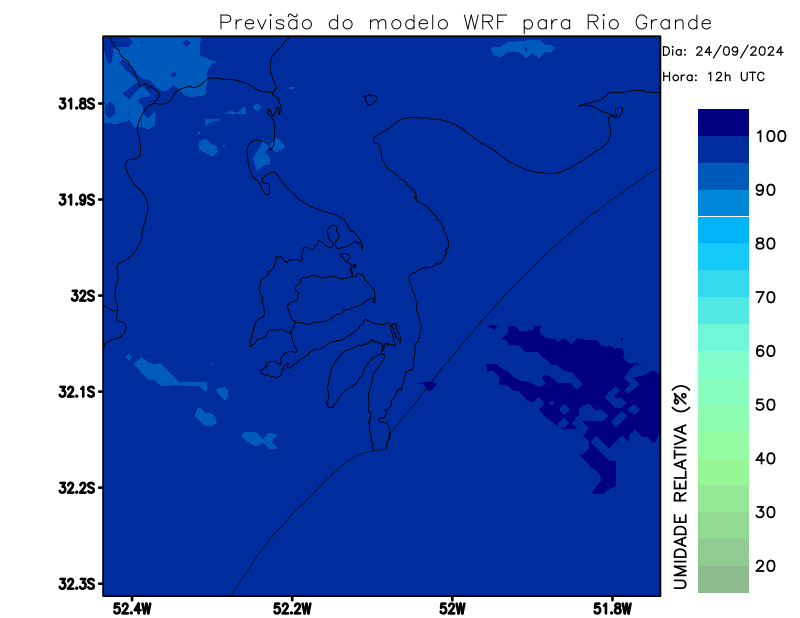 Previsão do modelo WRF para Rio Grande
Dia: 24/09/2024
Hora: 12h UTC
31.8S
31.9S
32S
32.1S
32.2S
32.3S
52.4W
52.2W
52W
51.8W
100
90
80
70
60
50
40
30
20
UMIDADE RELATIVA (%)